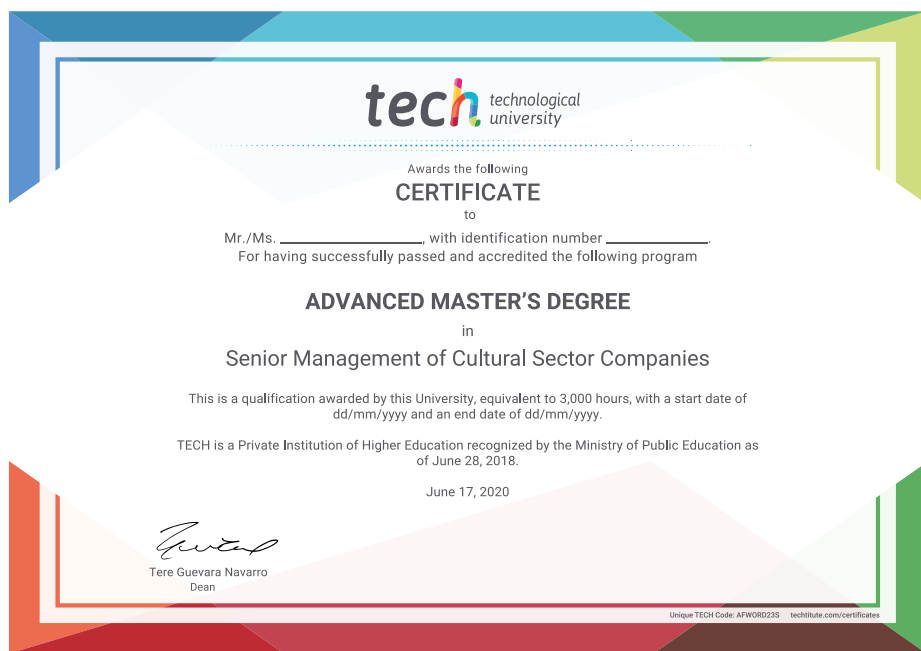 tech technological
university
Awards the following
CERTIFICATE
to
Mr./Ms. ____________________, with identification number ______________.
For having successfully passed and accredited the following program
ADVANCED MASTER'S DEGREE
in
Senior Management of Cultural Sector Companies
This is a qualification awarded by this University, equivalent to 3,000 hours, with a start date of
dd/mm/yyyy and an end date of dd/mm/yyyy.
TECH is a Private Institution of Higher Education recognized by the Ministry of Public Education as
of June 28, 2018.
June 17, 2020
Tere Guevara Navarro
Dean
Unique TECH Code: AFWORD23S techtitute.com/certificates